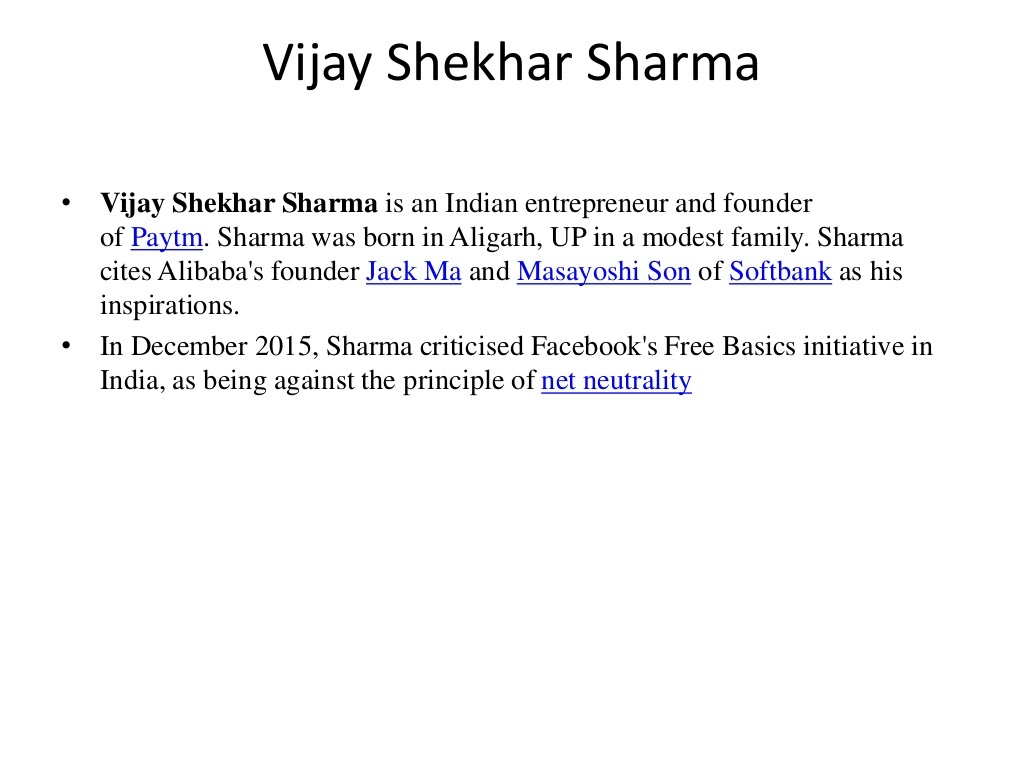 Vijay Shekhar Sharma
• Vijay Shekhar Sharma is an Indian entrepreneur and founder
of Paytm. Sharma was born in Aligarh, UP in a modest family. Sharma
cites Alibaba's founder Jack Ma and Masayoshi Son of Softbank as his
inspirations.
• In December 2015, Sharma criticised Facebook's Free Basics initiative in
India, as being against the principle of net neutrality